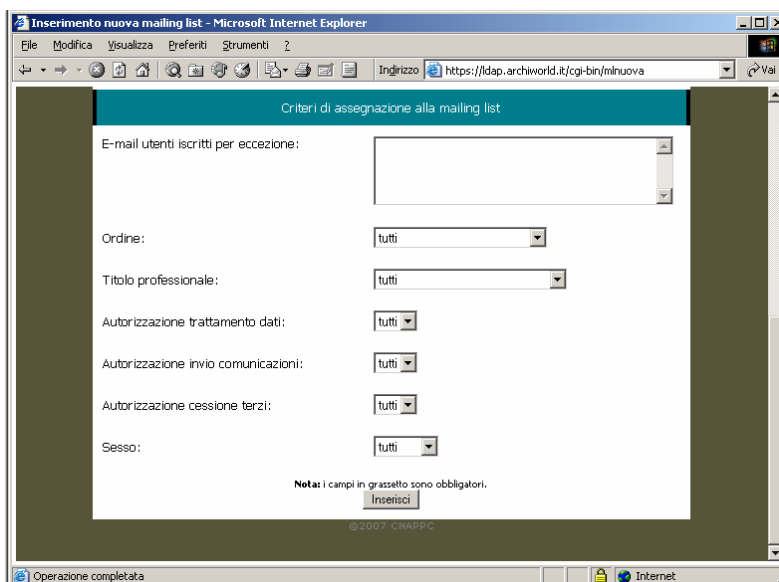 Inserimento nuova mailing list - Microsoft Internet Explorer
File Modifica Visualizza Preferiti Strumenti ?
Indirizzo https://ldap.archiworld.it/cgi-bin/mlnuova Vai
Criteri di assegnazione alla mailing list
E-mail utenti iscritti per eccezione:
Ordine: tutti
Titolo professionale: tutti
Autorizzazione trattamento dati: tutti
Autorizzazione invio comunicazioni: tutti
Autorizzazione cessione terzi: tutti
Sesso: tutti
Nota: i campi in grassetto sono obbligatori.
Inserisci
©2007 CNAPPC
Operazione completata Internet